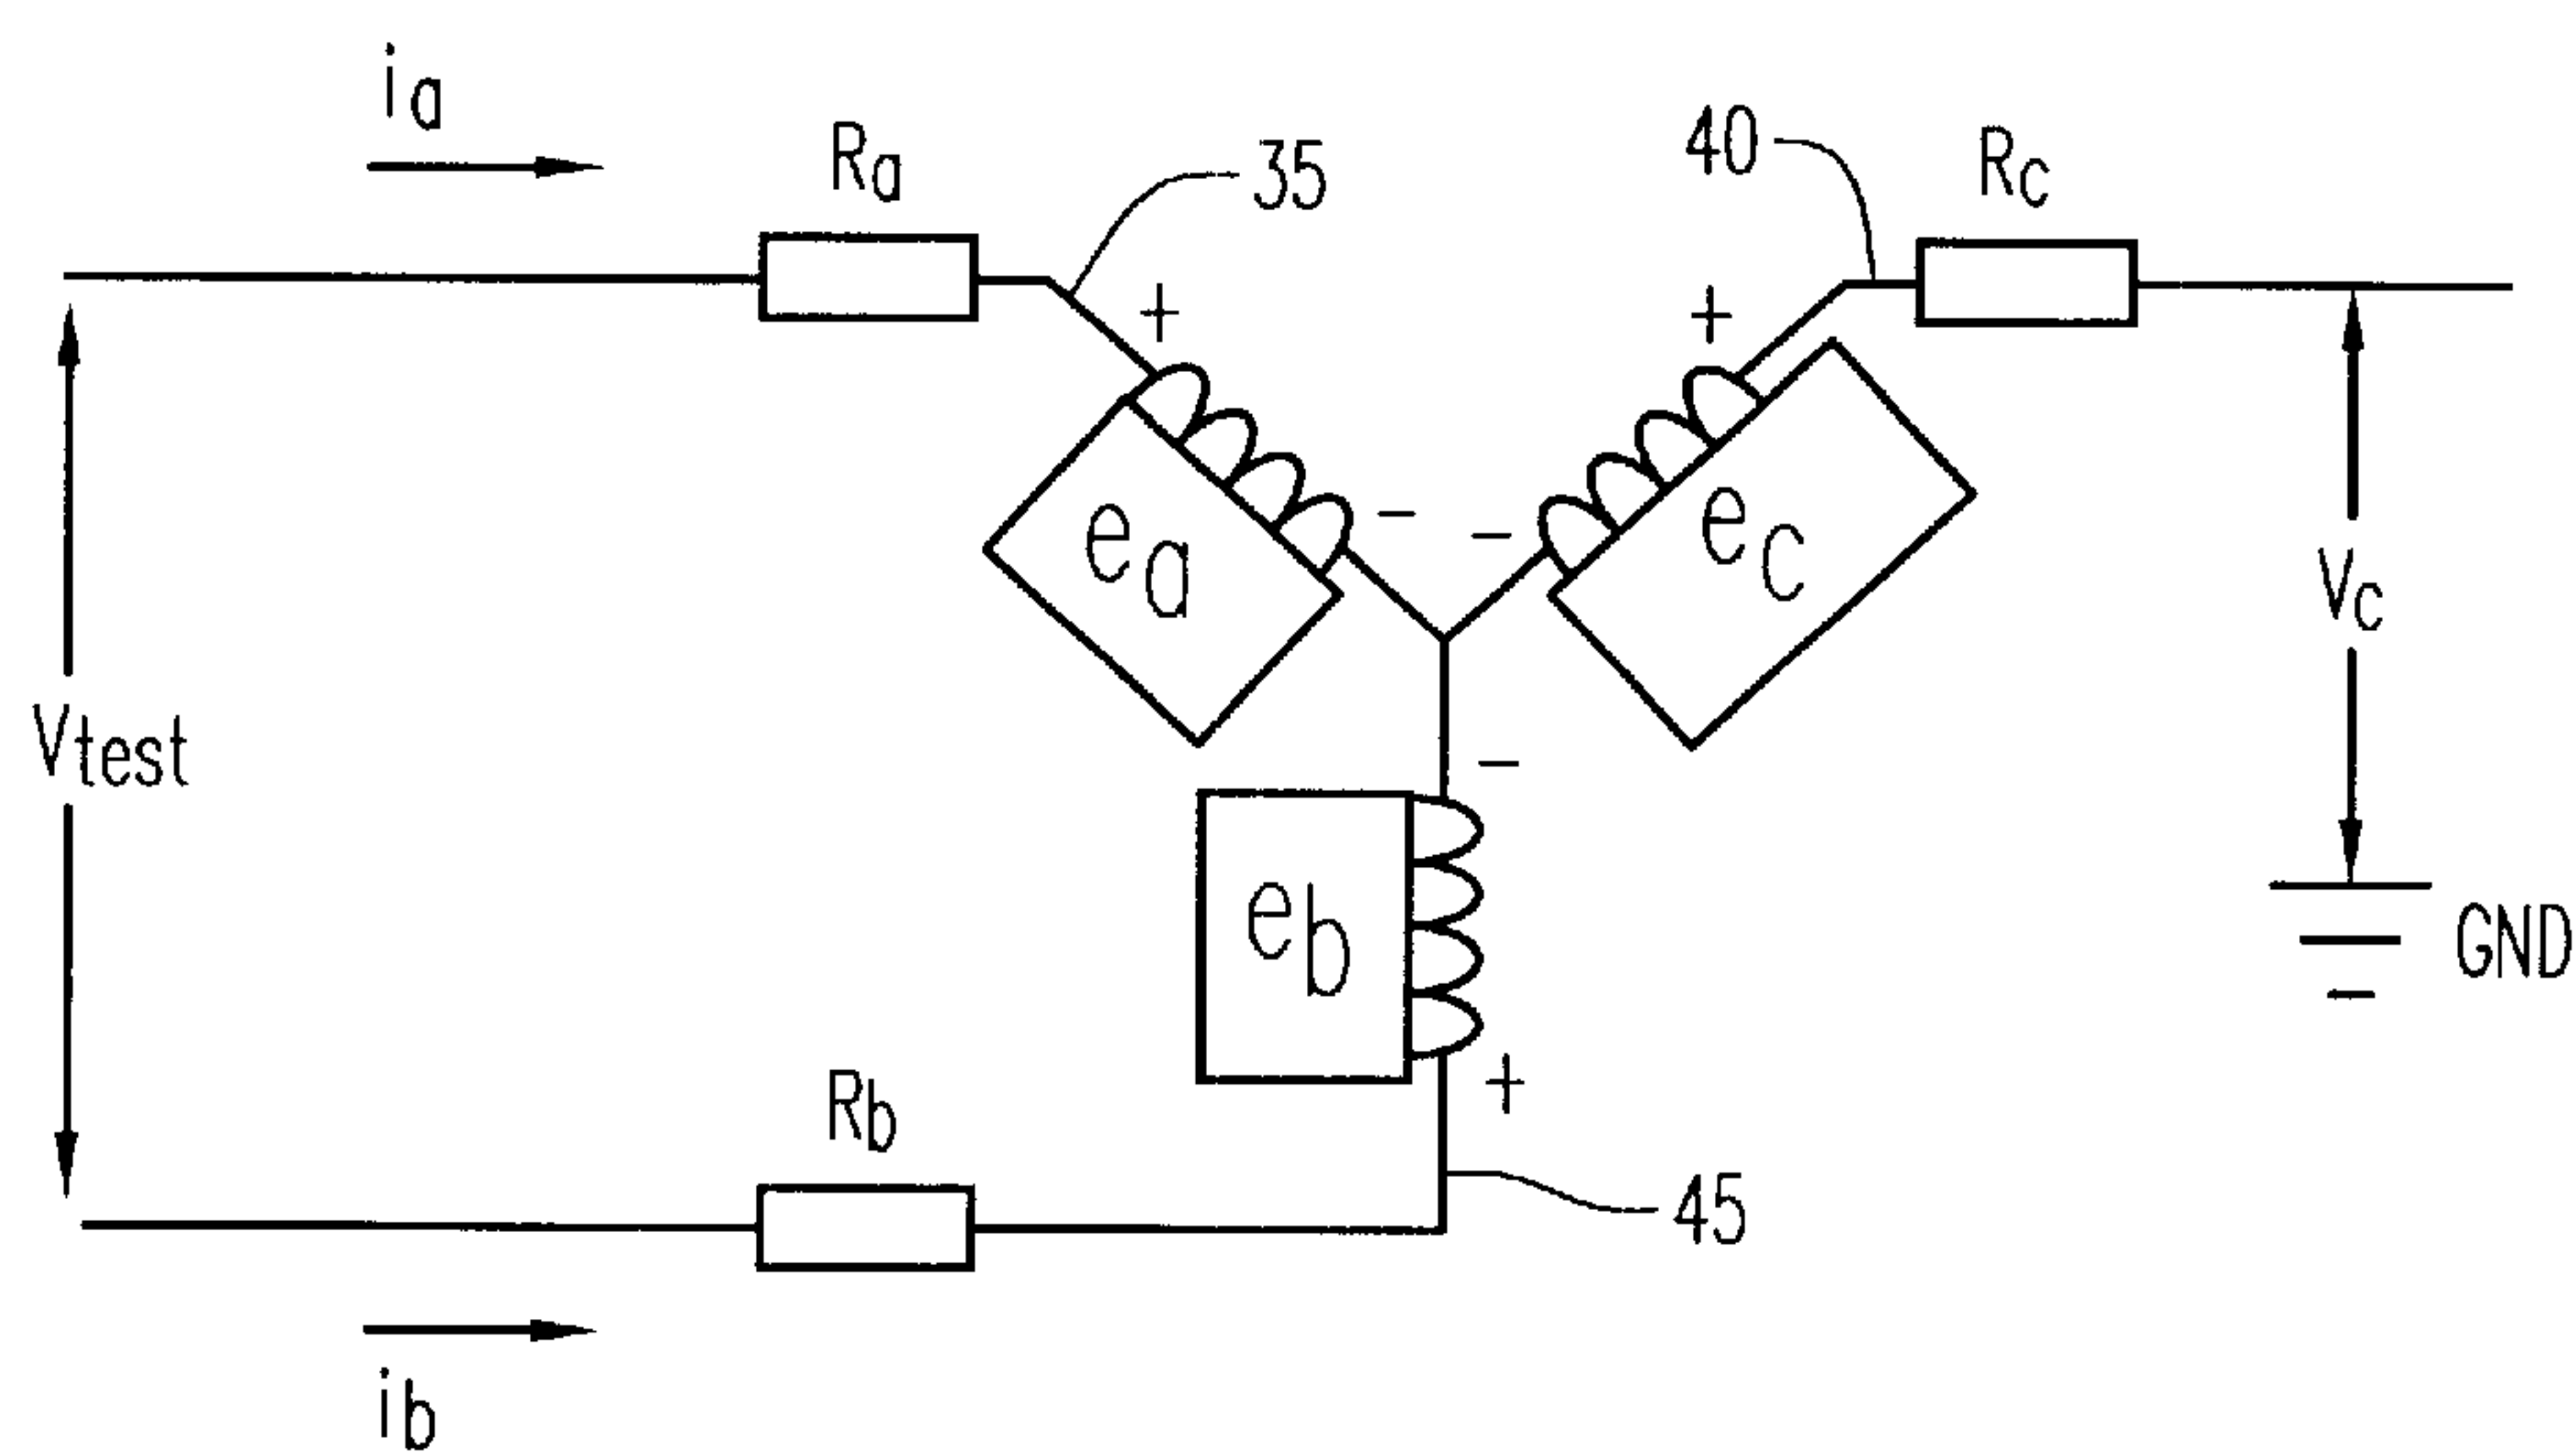 ia
Ra
35
40
Rc
+
+
ea
-
-
ec
Vc
Vtest
-
eb
GND
+
Rb
45
ib